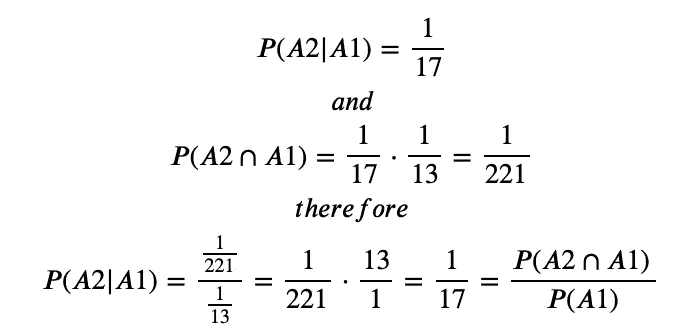 P(A2|A1) = 1/17
and
P(A2 ∩ A1) = 1/17 · 1/13 = 1/221
therefore
P(A2|A1) = (1/221)/(1/13) = 1/221 · 13/1 = 1/17 = P(A2 ∩ A1)/P(A1)